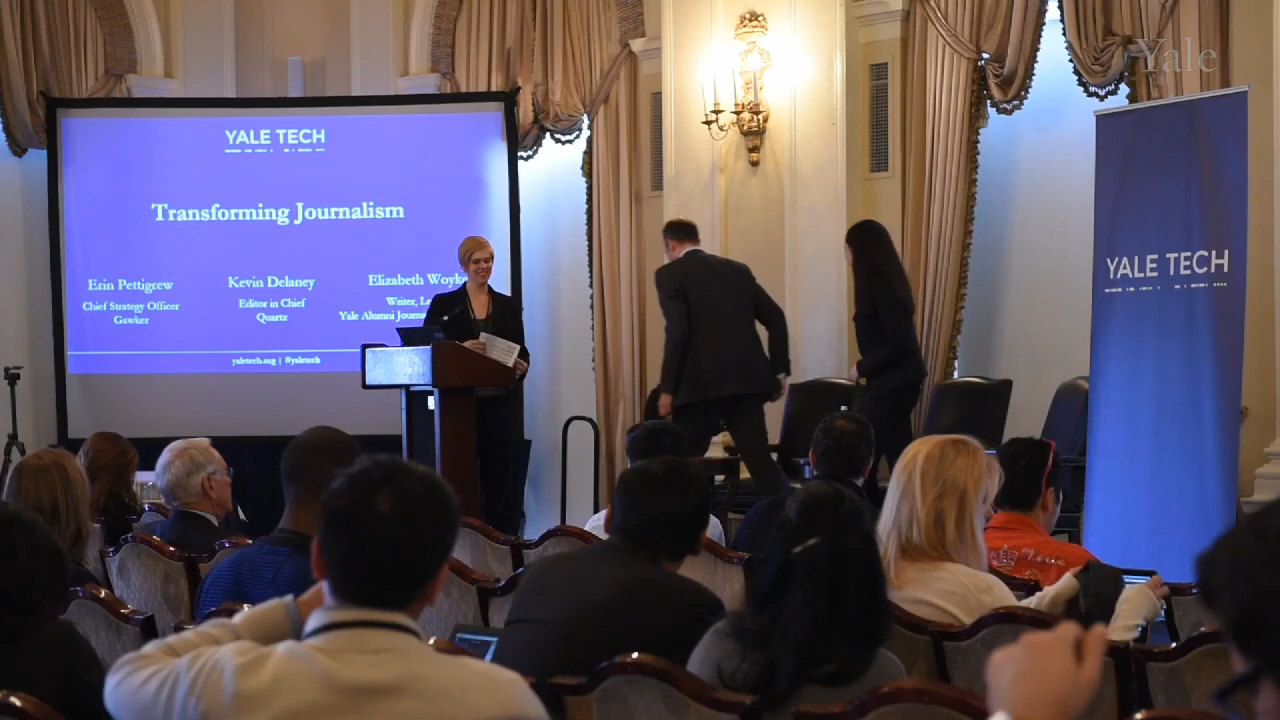 Yale
YALE TECH
Transforming Journalism
Erin Pettigrew
Chief Strategy Officer
Gawker
Kevin Delaney
Editor in Chief
Quartz
Elizabeth
Writer,
Yale Alumni
yaletech.org | #yaletech
YALE TECH